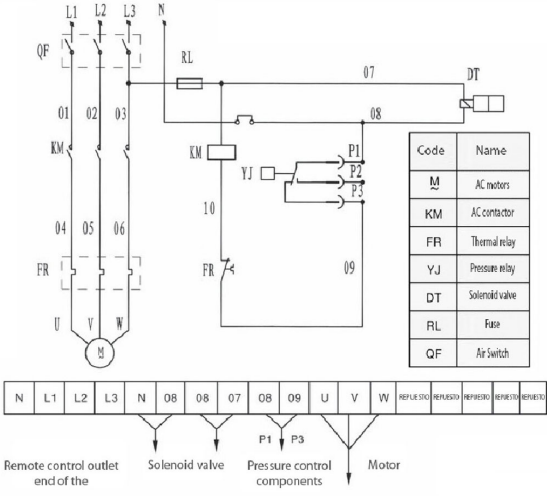 L1 L2 L3 N
QF
RL
07
DT
01 02 03
08
KM
KM
YJ
P1
P2
P3
10
04 05 06
09
FR
FR
U V W
M
Code Name
M AC motors
KM AC contactor
FR Thermal relay
YJ Pressure relay
DT Solenoid valve
RL Fuse
QF Air Switch
N L1 L2 L3 N 08 08 07 08 09 U V W REPUESTO REPUESTO REPUESTO REPUESTO REPUESTO
P1 P3
Remote control outlet
end of the
Solenoid valve
Pressure control
components
Motor